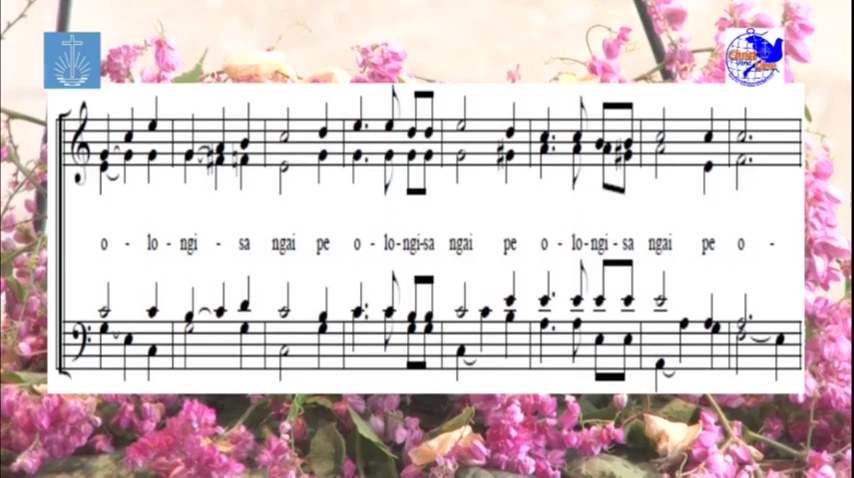 o - lo - ngi - sa ngai pe o - lo-ngi-sa ngai pe o - lo-ngi-sa ngai pe o -